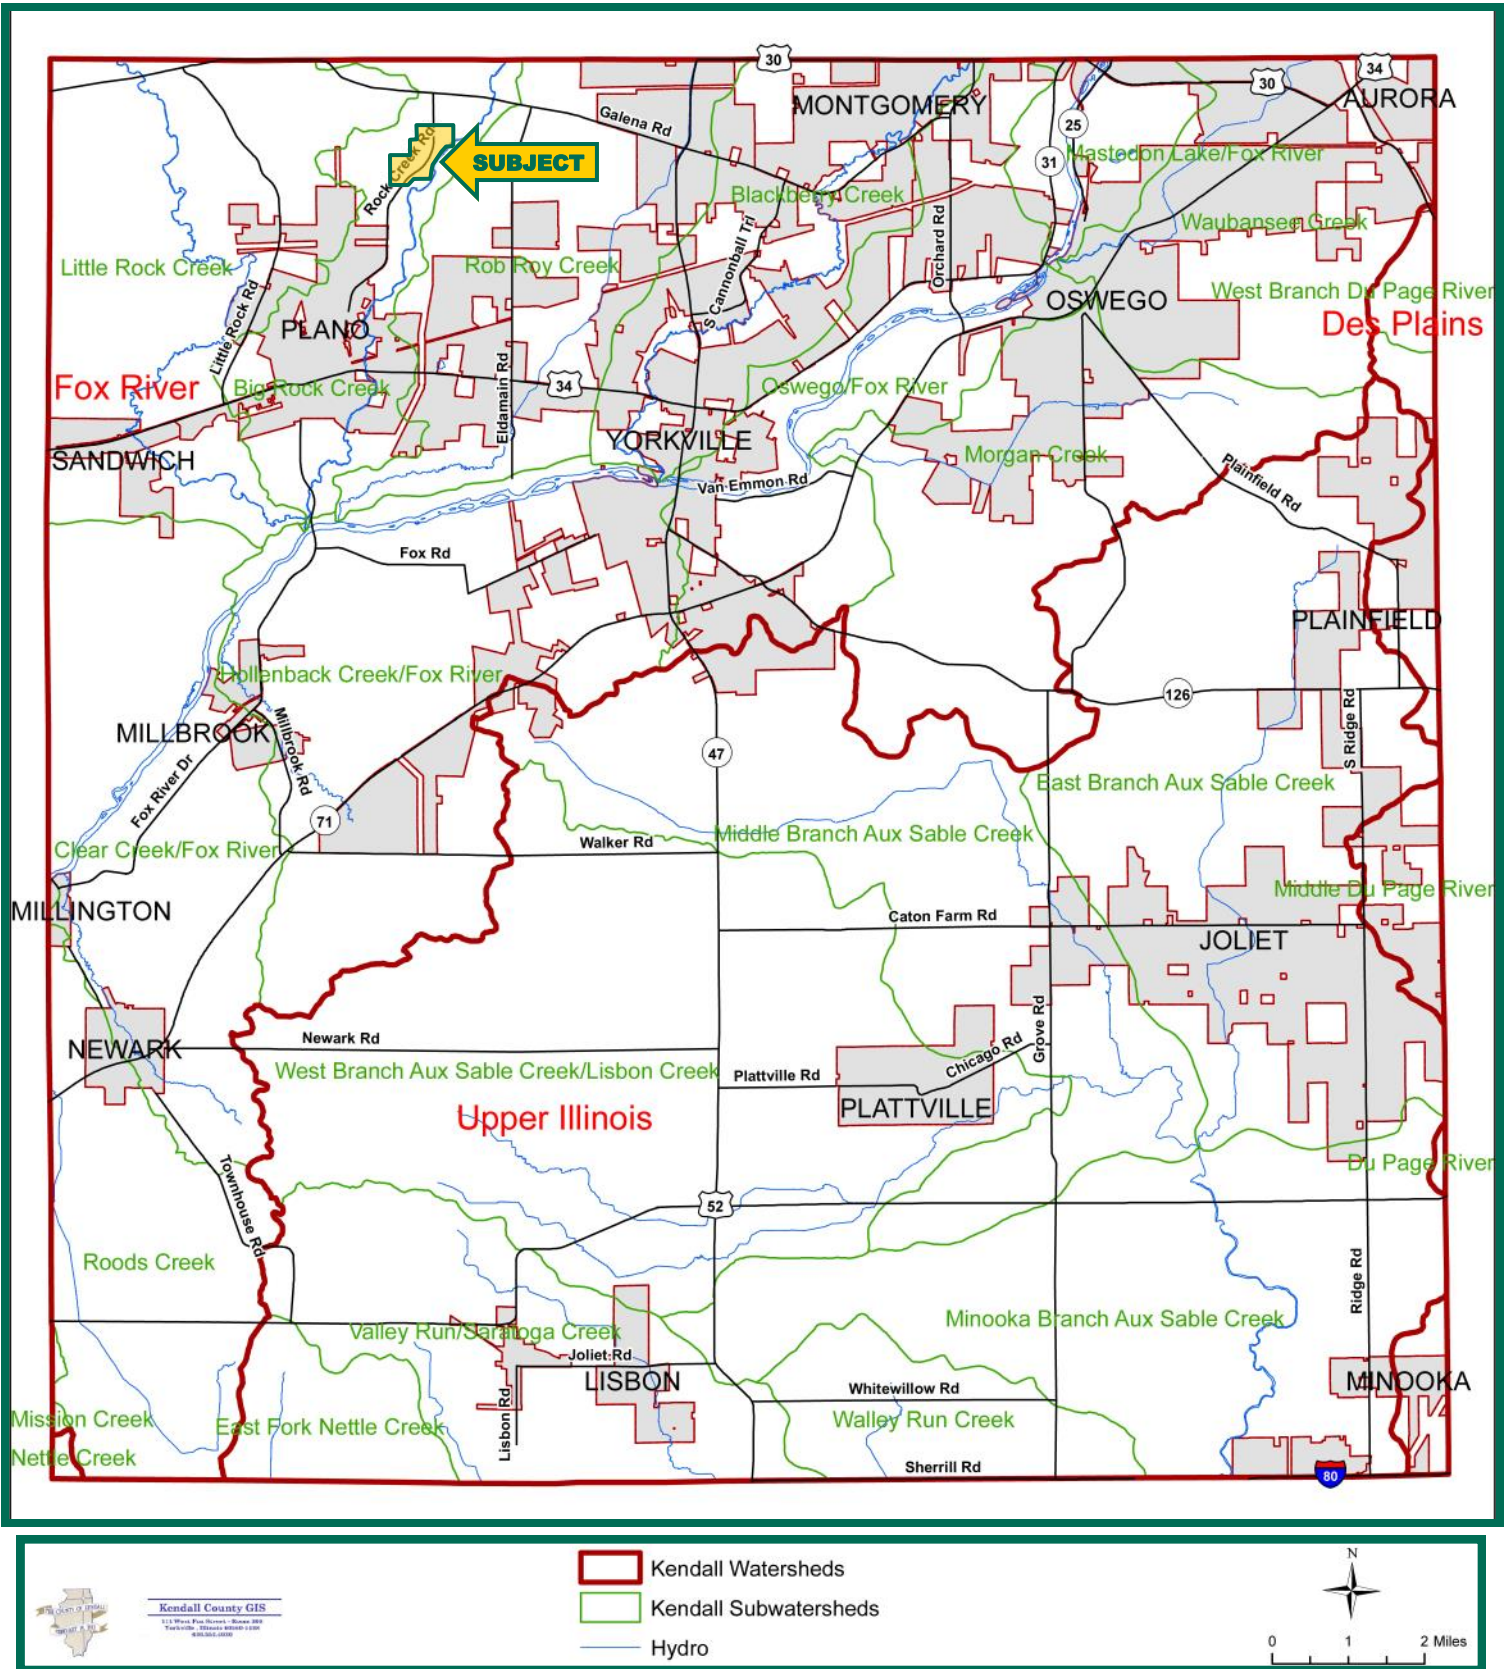 30
34
30
AURORA
MONTGOMERY
Galena Rd
25
31
Mastodon Lake/Fox River
Rock Creek Rd
SUBJECT
Blackberry Creek
Waubansee Creek
Orchard Rd
S Cannonball Trl
Little Rock Creek
Rob Roy Creek
West Branch Du Page River
OSWEGO
Des Plains
PLANO
Little Rock Rd
Fox River
Big Rock Creek
34
Oswego/Fox River
Eldamain Rd
YORKVILLE
SANDWICH
Morgan Creek
Plainfield Rd
Van Emmon Rd
Fox Rd
PLAINFIELD
Hollenback Creek/Fox River
126
S Ridge Rd
MILLBROOK
Millbrook Rd
47
Fox River Dr
East Branch Aux Sable Creek
71
Middle Branch Aux Sable Creek
Walker Rd
Clear Creek/Fox River
Middle Du Page River
MILLINGTON
Caton Farm Rd
JOLIET
Grove Rd
Newark Rd
NEWARK
Chicago Rd
West Branch Aux Sable Creek/Lisbon Creek
Plattville Rd
PLATTVILLE
Upper Illinois
Du Page River
Townhouse Rd
52
Roods Creek
Ridge Rd
Minooka Branch Aux Sable Creek
Valley Run/Saratoga Creek
Joliet Rd
LISBON
MINOOKA
Whitewillow Rd
Lisbon Rd
Mission Creek
East Fork Nettle Creek
Walley Run Creek
Nettle Creek
Sherrill Rd
80
Kendall Watersheds
Kendall Subwatersheds
Hydro
Kendall County GIS
N
0 1 2 Miles